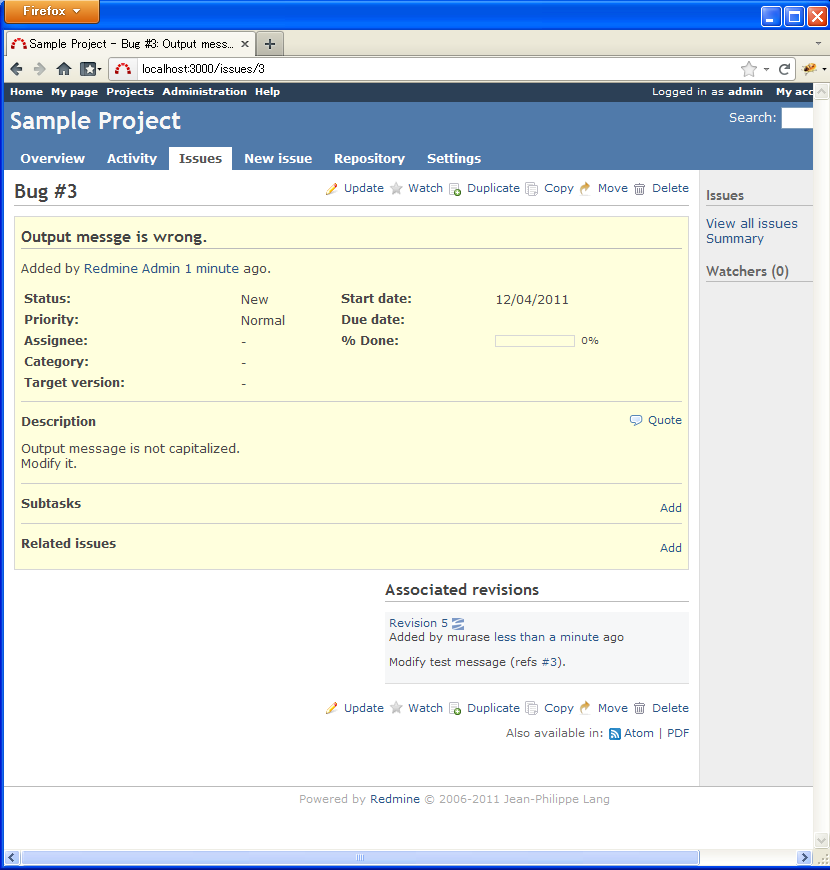 Firefox
Sample Project - Bug #3: Output mess...
localhost:3000/issues/3
Home My page Projects Administration Help
Logged in as admin My acc
Sample Project
Search:
Overview Activity Issues New issue Repository Settings
Bug #3
Update Watch Duplicate Copy Move Delete
Output messge is wrong.
Added by Redmine Admin 1 minute ago.
Status: New Start date: 12/04/2011
Priority: Normal Due date:
Assignee: - % Done: 0%
Category: -
Target version: -
Description
Quote
Output message is not capitalized.
Modify it.
Subtasks
Add
Related issues
Add
Associated revisions
Revision 5
Added by murase less than a minute ago
Modify test message (refs #3).
Update Watch Duplicate Copy Move Delete
Also available in: Atom | PDF
Issues
View all issues
Summary
Watchers (0)
Powered by Redmine © 2006-2011 Jean-Philippe Lang